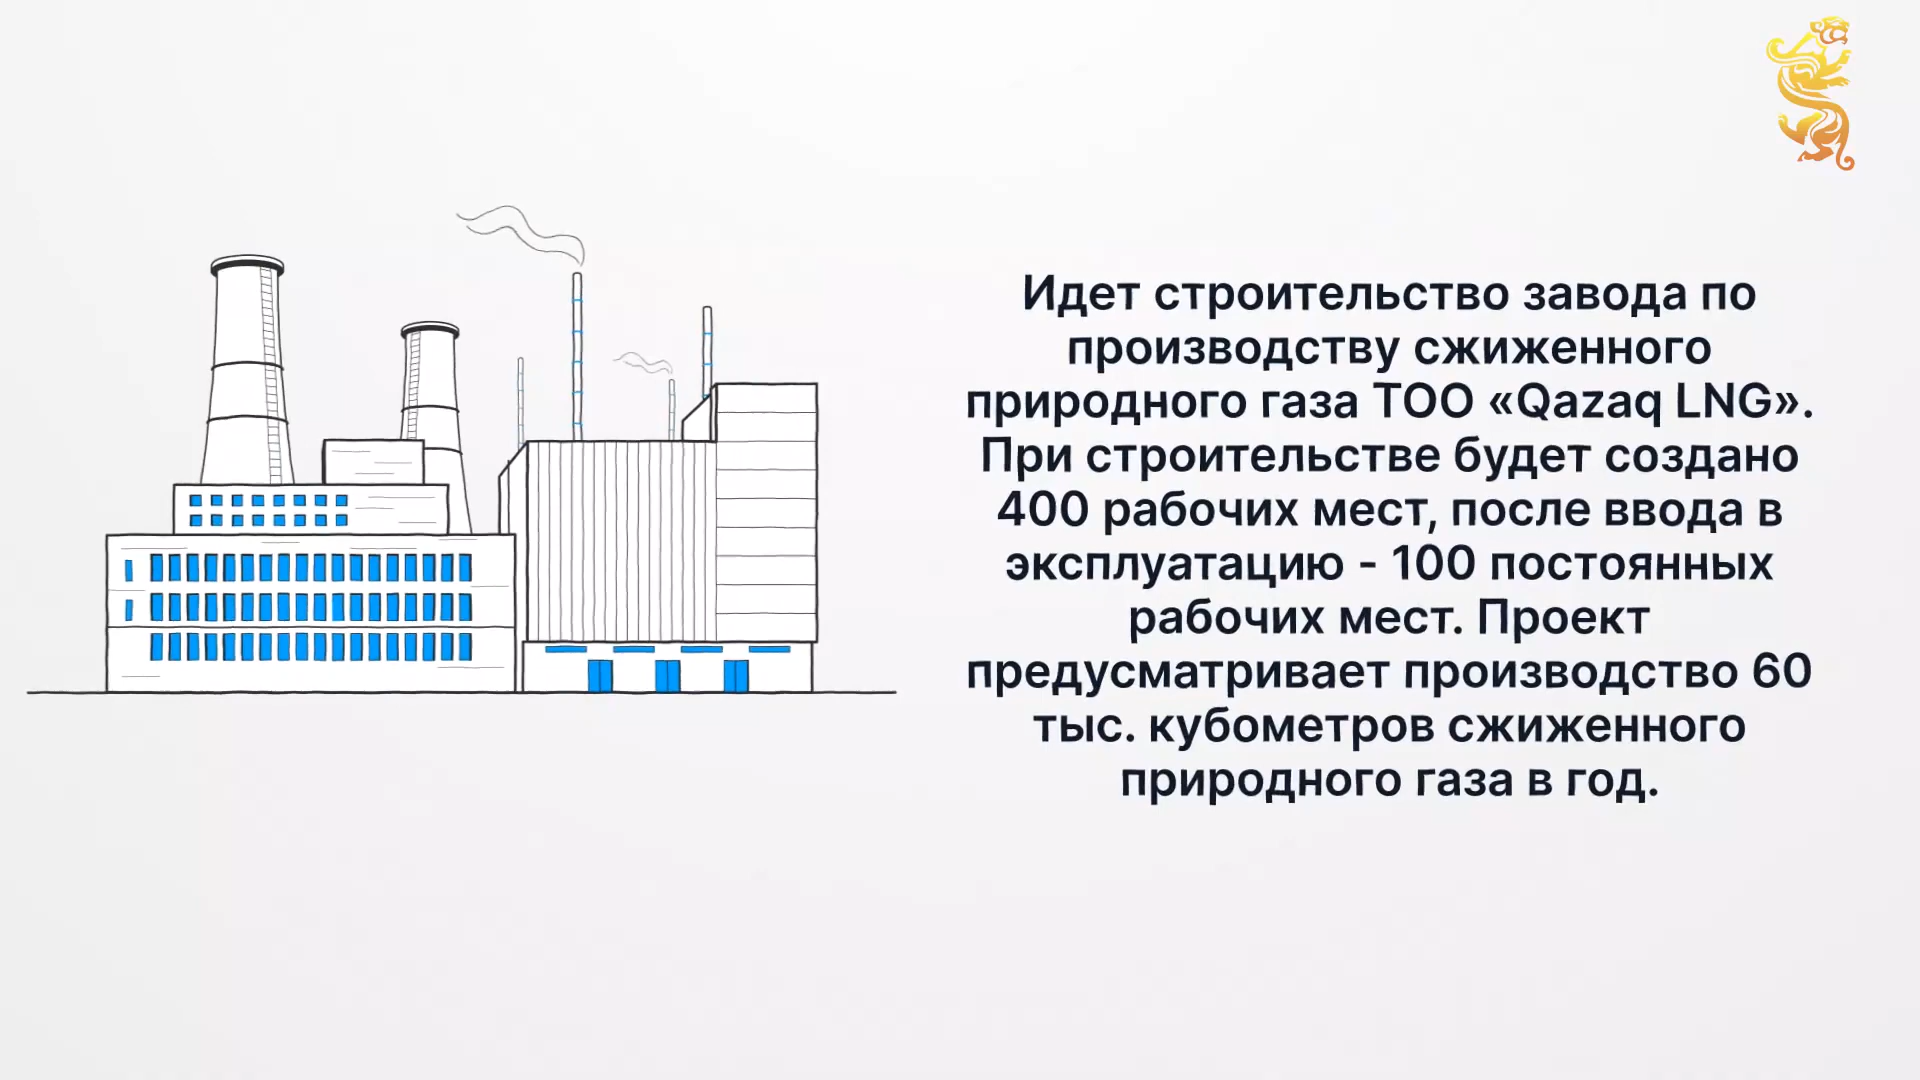 Идет строительство завода по
производству сжиженного
природного газа ТОО «Qazaq LNG».
При строительстве будет создано
400 рабочих мест, после ввода в
эксплуатацию - 100 постоянных
рабочих мест. Проект
предусматривает производство 60
тыс. кубометров сжиженного
природного газа в год.